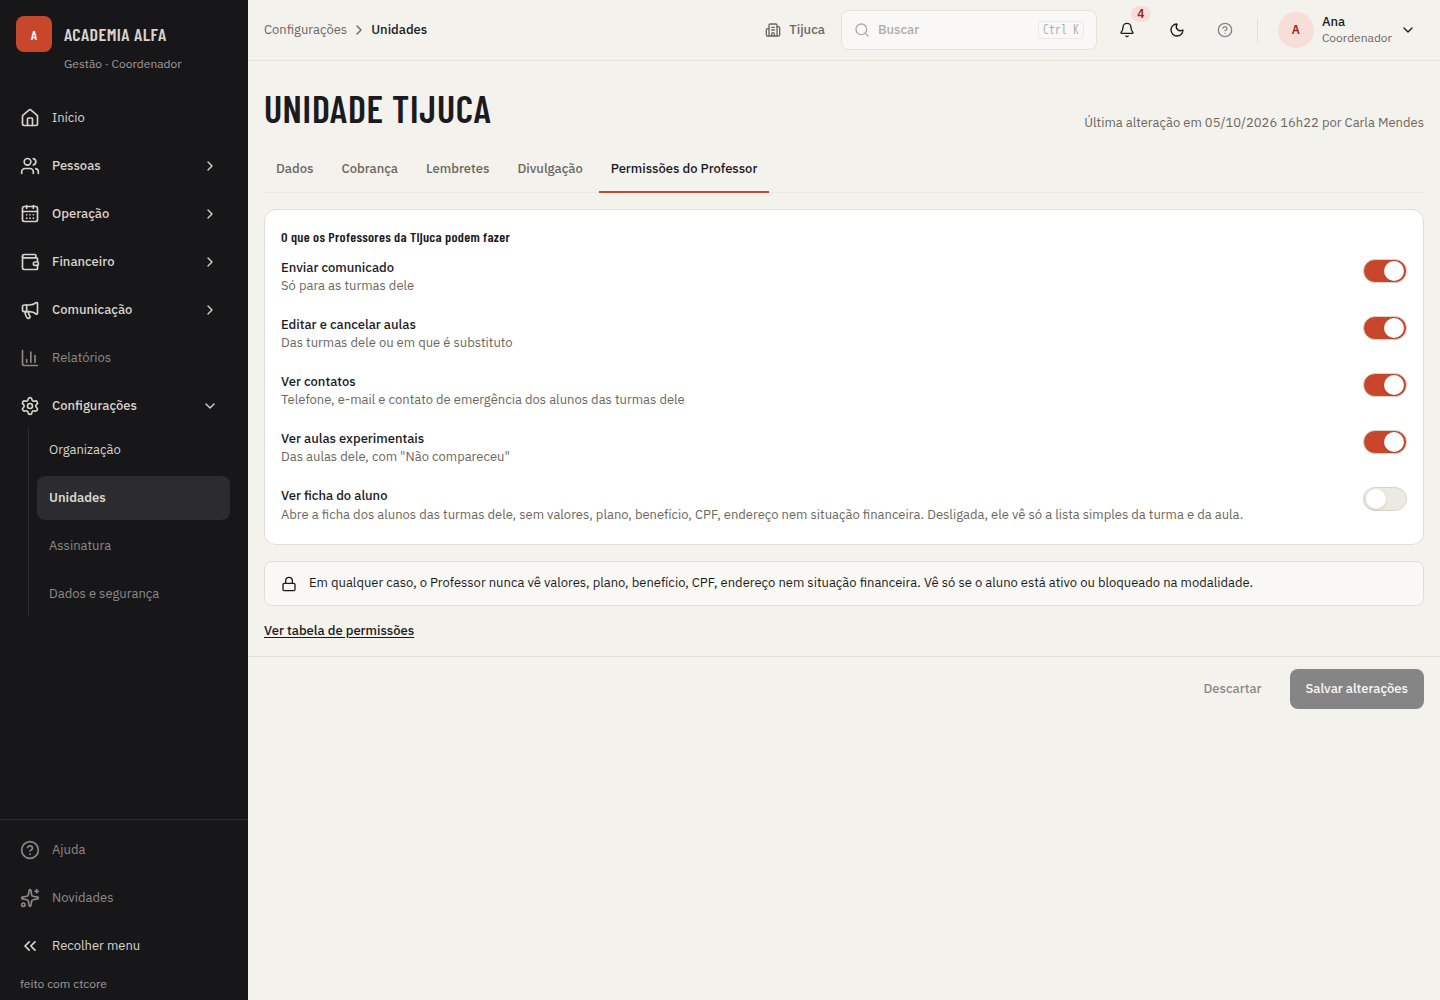 A
ACADEMIA ALFA
Gestão · Coordenador
Início
Pessoas
Operação
Financeiro
Comunicação
Relatórios
Configurações
Organização
Unidades
Assinatura
Dados e segurança
Ajuda
Novidades
Recolher menu
feito com ctcore
Configurações > Unidades
Tijuca
Buscar
Ctrl K
4
A
Ana
Coordenador
UNIDADE TIJUCA
Última alteração em 05/10/2026 16h22 por Carla Mendes
Dados
Cobrança
Lembretes
Divulgação
Permissões do Professor
O que os Professores da Tijuca podem fazer
Enviar comunicado
Só para as turmas dele
Editar e cancelar aulas
Das turmas dele ou em que é substituto
Ver contatos
Telefone, e-mail e contato de emergência dos alunos das turmas dele
Ver aulas experimentais
Das aulas dele, com "Não compareceu"
Ver ficha do aluno
Abre a ficha dos alunos das turmas dele, sem valores, plano, benefício, CPF, endereço nem situação financeira. Desligada, ele vê só a lista simples da turma e da aula.
Em qualquer caso, o Professor nunca vê valores, plano, benefício, CPF, endereço nem situação financeira. Vê só se o aluno está ativo ou bloqueado na modalidade.
Ver tabela de permissões
Descartar
Salvar alterações